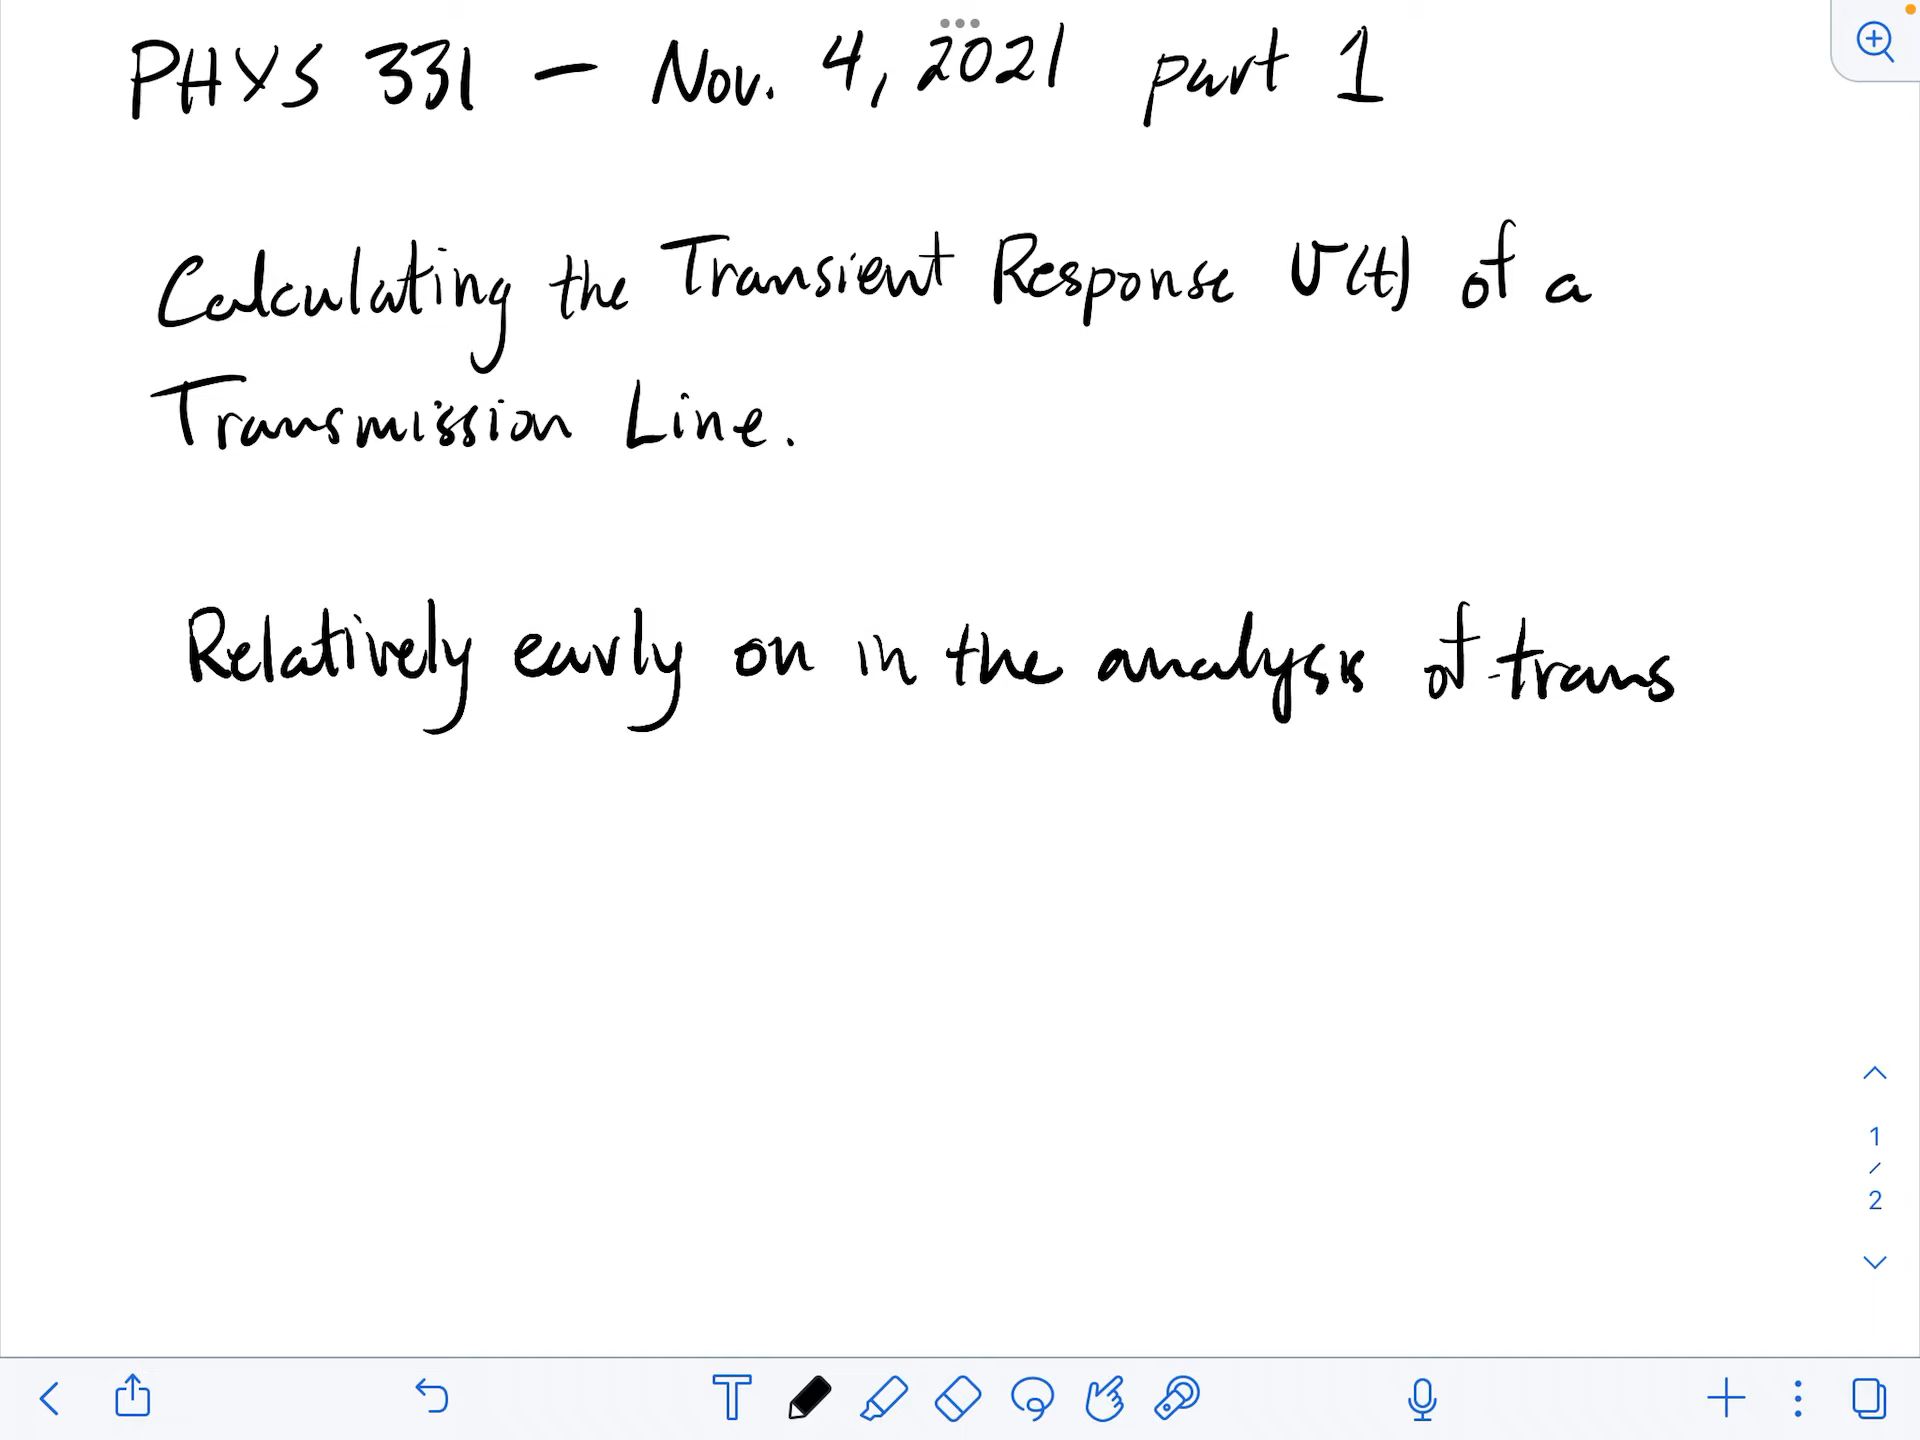 PHYS 331 – Nov. 4, 2021 part 1
Calculating the Transient Response v(t) of a
Transmission Line.
Relatively early on in the analysis of trans
1
/
2